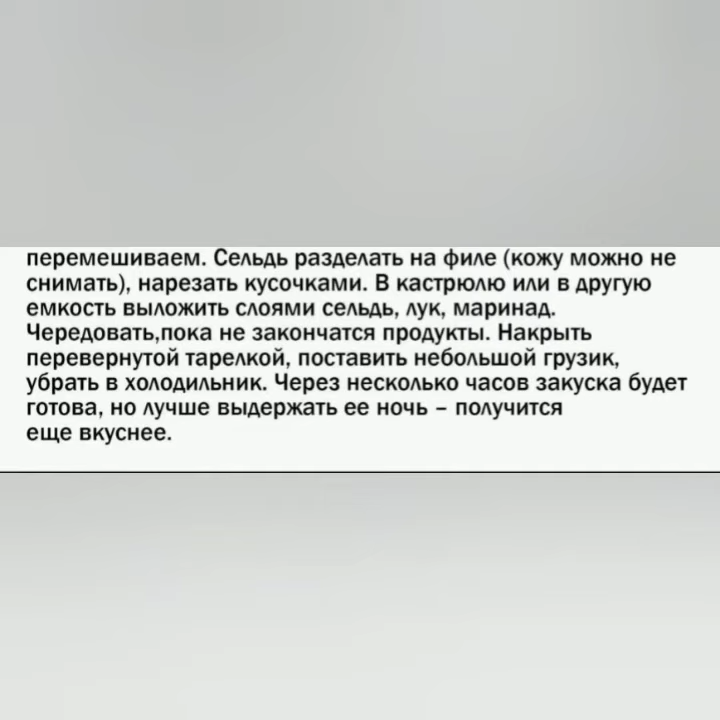 перемешиваем. Сельдь разделать на филе (кожу можно не
снимать), нарезать кусочками. В кастрюлю или в другую
емкость выложить слоями сельдь, лук, маринад.
Чередовать,пока не закончатся продукты. Накрыть
перевернутой тарелкой, поставить небольшой грузик,
убрать в холодильник. Через несколько часов закуска будет
готова, но лучше выдержать ее ночь – получится
еще вкуснее.